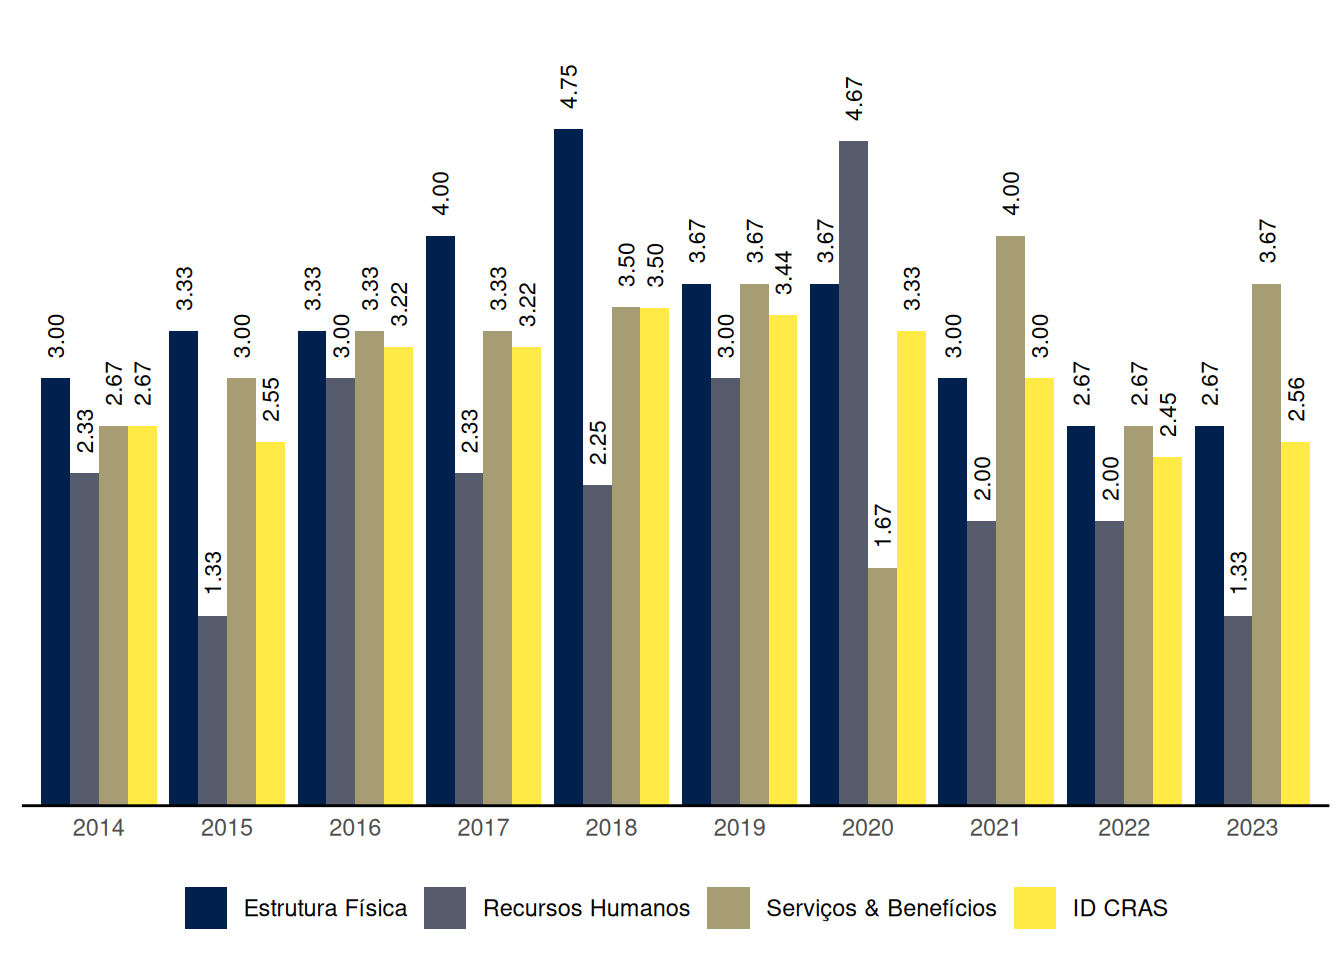 3.00 2.33 2.67 2.67
3.33 1.33 3.00 2.55
3.33 3.00 3.33 3.22
4.00 2.33 3.33 3.22
4.75 2.25 3.50 3.50
3.67 3.00 3.67 3.44
3.67 4.67 1.67 3.33
3.00 2.00 4.00 3.00
2.67 2.00 2.67 2.45
2.67 1.33 3.67 2.56
2014 2015 2016 2017 2018 2019 2020 2021 2022 2023
Estrutura Física Recursos Humanos Serviços & Benefícios ID CRAS